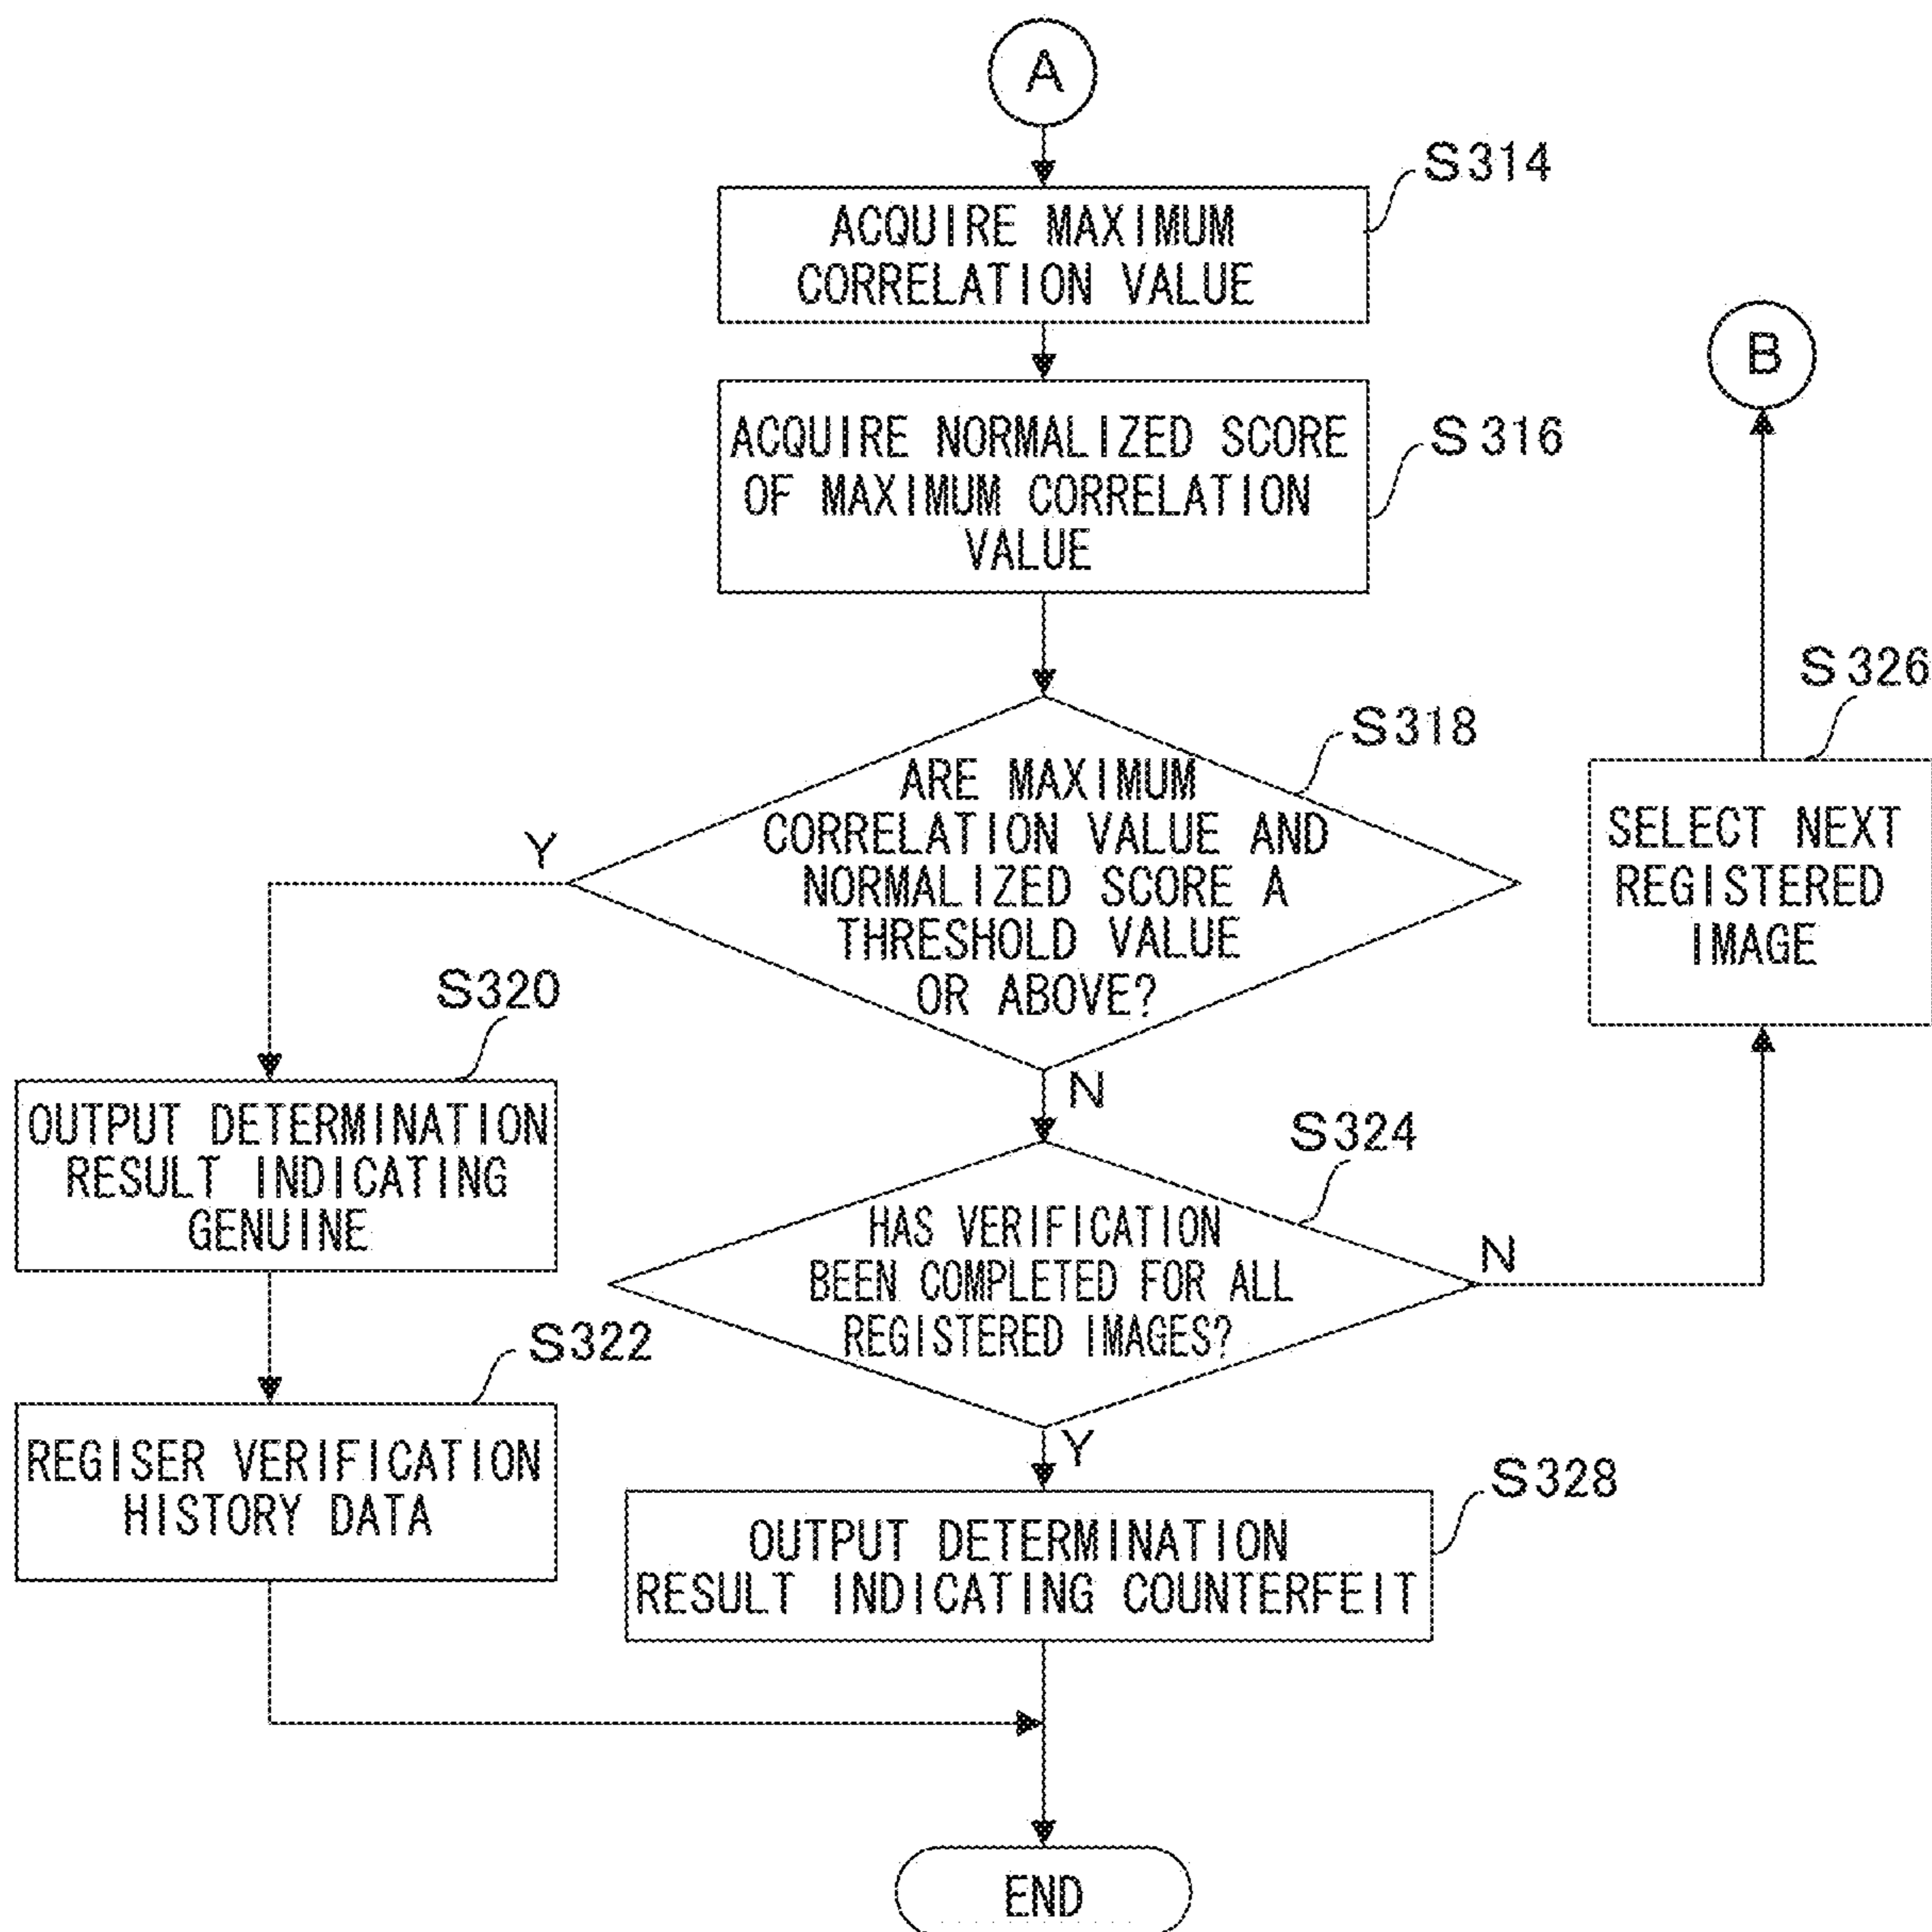 A
S314
ACQUIRE MAXIMUM
CORRELATION VALUE
B
S316
ACQUIRE NORMALIZED SCORE
OF MAXIMUM CORRELATION
VALUE
S326
S318
ARE MAXIMUM
CORRELATION VALUE AND
NORMALIZED SCORE A
THRESHOLD VALUE
OR ABOVE?
Y
N
SELECT NEXT
REGISTERED
IMAGE
S320
OUTPUT DETERMINATION
RESULT INDICATING
GENUINE
S324
HAS VERIFICATION
BEEN COMPLETED FOR ALL
REGISTERED IMAGES?
N
Y
S322
REGISER VERIFICATION
HISTORY DATA
S328
OUTPUT DETERMINATION
RESULT INDICATING COUNTERFEIT
END